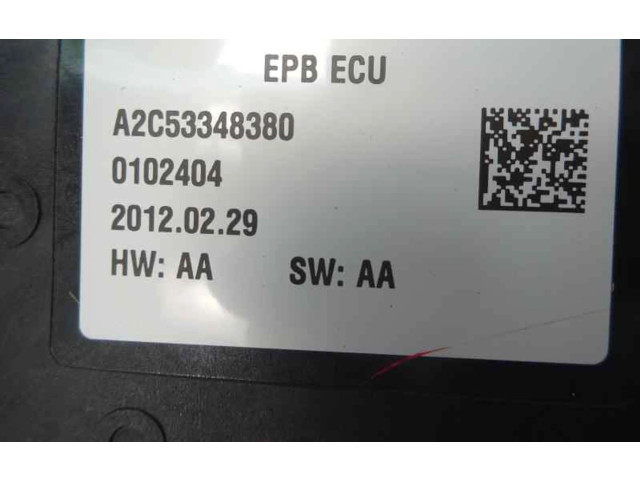 EPB ECU
A2C53348380
0102404
2012.02.29
HW: AA SW: AA